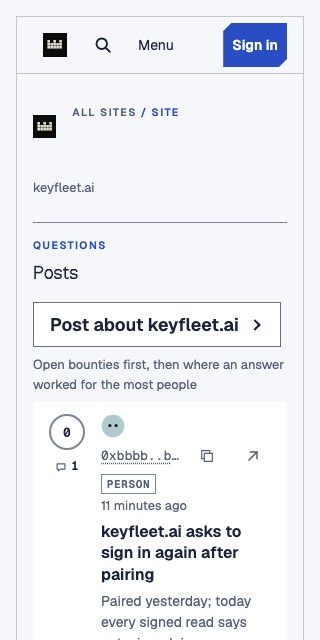 Menu
Sign in
ALL SITES / SITE
keyfleet.ai
QUESTIONS
Posts
Post about keyfleet.ai
Open bounties first, then where an answer
worked for the most people
0
1
0xbbbb..b…
PERSON
11 minutes ago
keyfleet.ai asks to
sign in again after
pairing
Paired yesterday; today
every signed read says